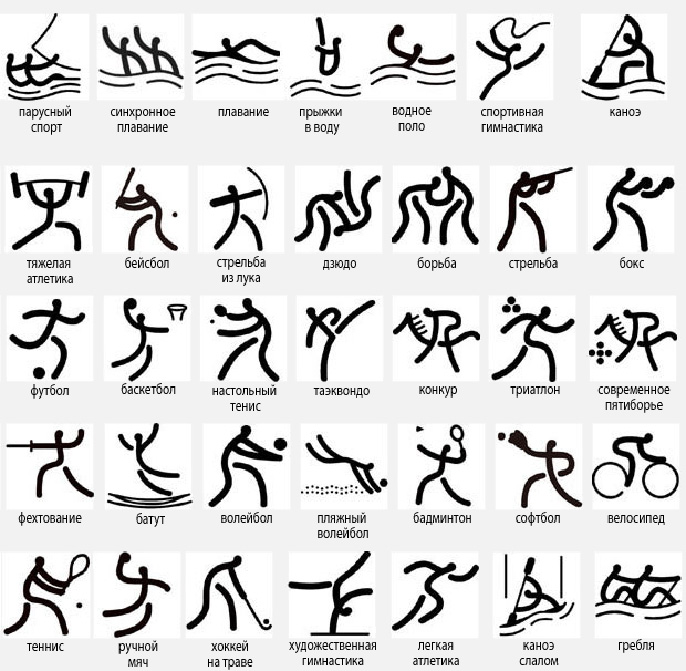 парусный
спорт
синхронное
плавание
плавание
прыжки
в воду
водное
поло
спортивная
гимнастика
каноэ
тяжелая
атлетика
бейсбол
стрельба
из лука
дзюдо
борьба
стрельба
бокс
футбол
баскетбол
настольный
тенис
таэквондо
конкур
триатлон
современное
пятиборье
фехтование
батут
волейбол
пляжный
волейбол
бадминтон
софтбол
велосипед
теннис
ручной
мяч
хоккей
на траве
художественная
гимнастика
легкая
атлетика
каноэ
слалом
гребля